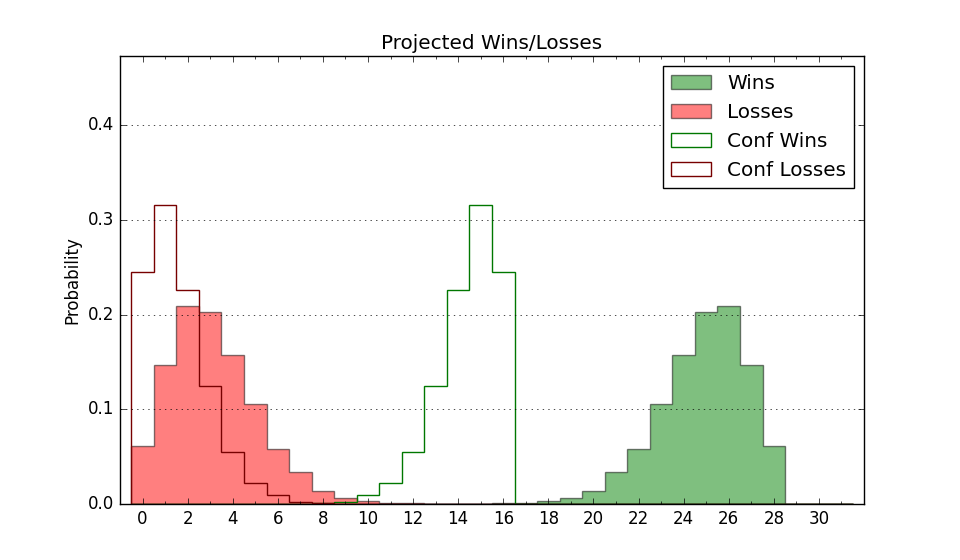 Projected Wins/Losses
Wins
Losses
Conf Wins
Conf Losses
Probability
0.4
0.3
0.2
0.1
0.0
0 2 4 6 8 10 12 14 16 18 20 22 24 26 28 30